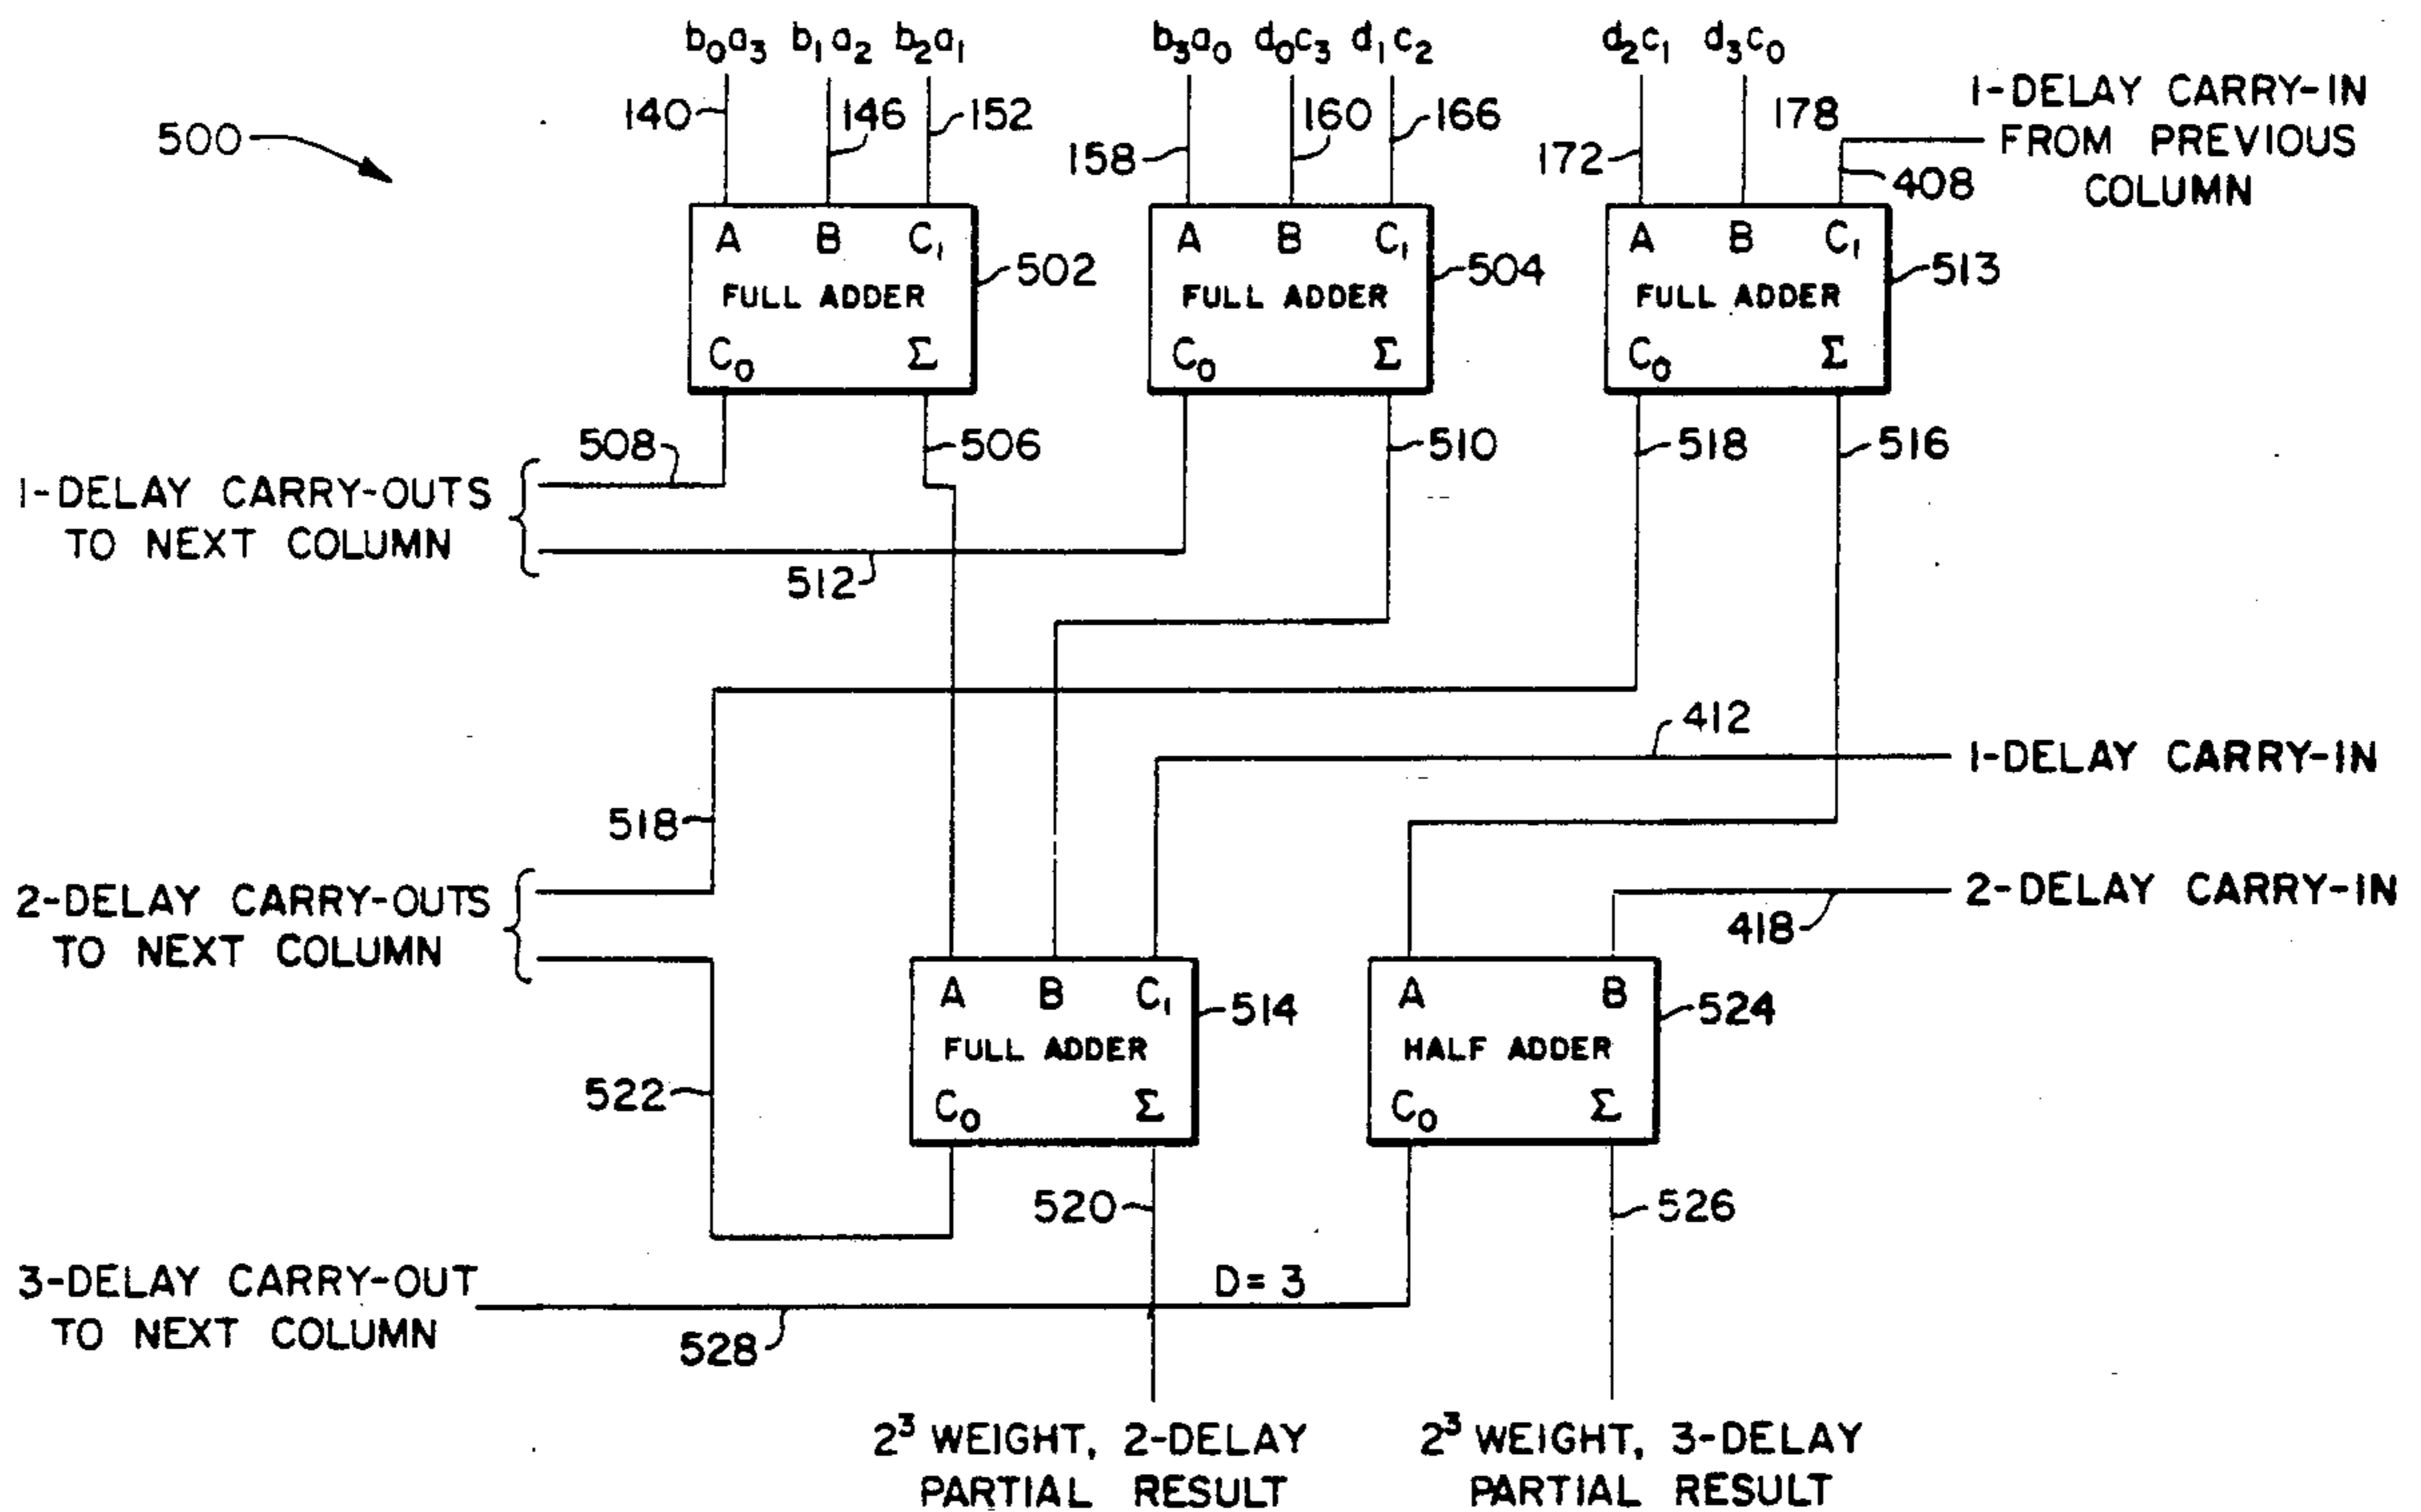 b₀a₃ b₁a₂ b₂a₁
b₃a₀ d₀c₃ d₁c₂
d₂c₁ d₃c₀
1-DELAY CARRY-IN
FROM PREVIOUS
COLUMN
500
140
146
152
158
160
166
172
178
408
A B C₁
FULL ADDER
C₀ Σ
502
A B C₁
FULL ADDER
C₀ Σ
504
A B C₁
FULL ADDER
C₀ Σ
513
508
506
510
518
516
1-DELAY CARRY-OUTS
TO NEXT COLUMN
512
412
1-DELAY CARRY-IN
518
2-DELAY CARRY-OUTS
TO NEXT COLUMN
2-DELAY CARRY-IN
418
A B C₁
FULL ADDER
C₀ Σ
514
A B
HALF ADDER
C₀ Σ
524
522
520
526
3-DELAY CARRY-OUT
TO NEXT COLUMN
D = 3
528
2³ WEIGHT, 2-DELAY
PARTIAL RESULT
2³ WEIGHT, 3-DELAY
PARTIAL RESULT